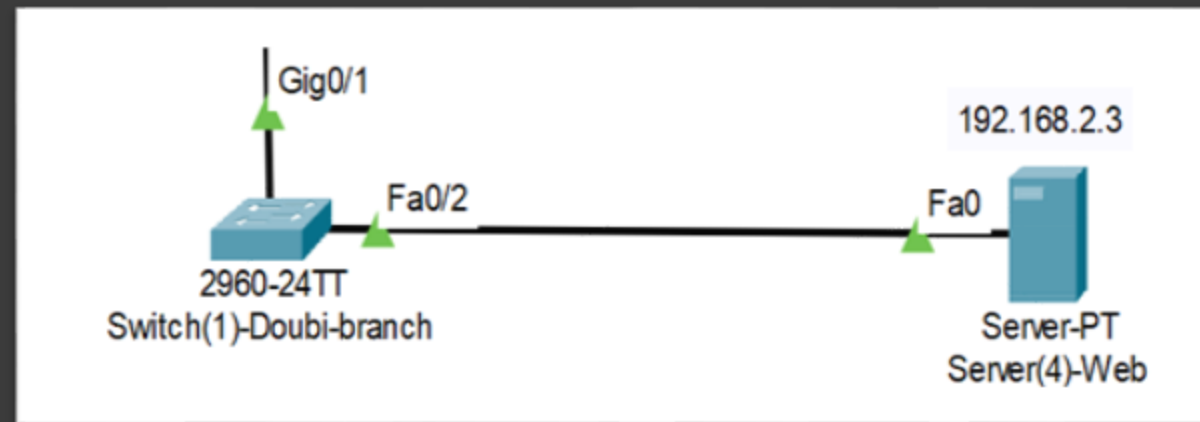 Gig0/1
192.168.2.3
Fa0/2
Fa0
2960-24TT
Switch(1)-Doubi-branch
Server-PT
Server(4)-Web